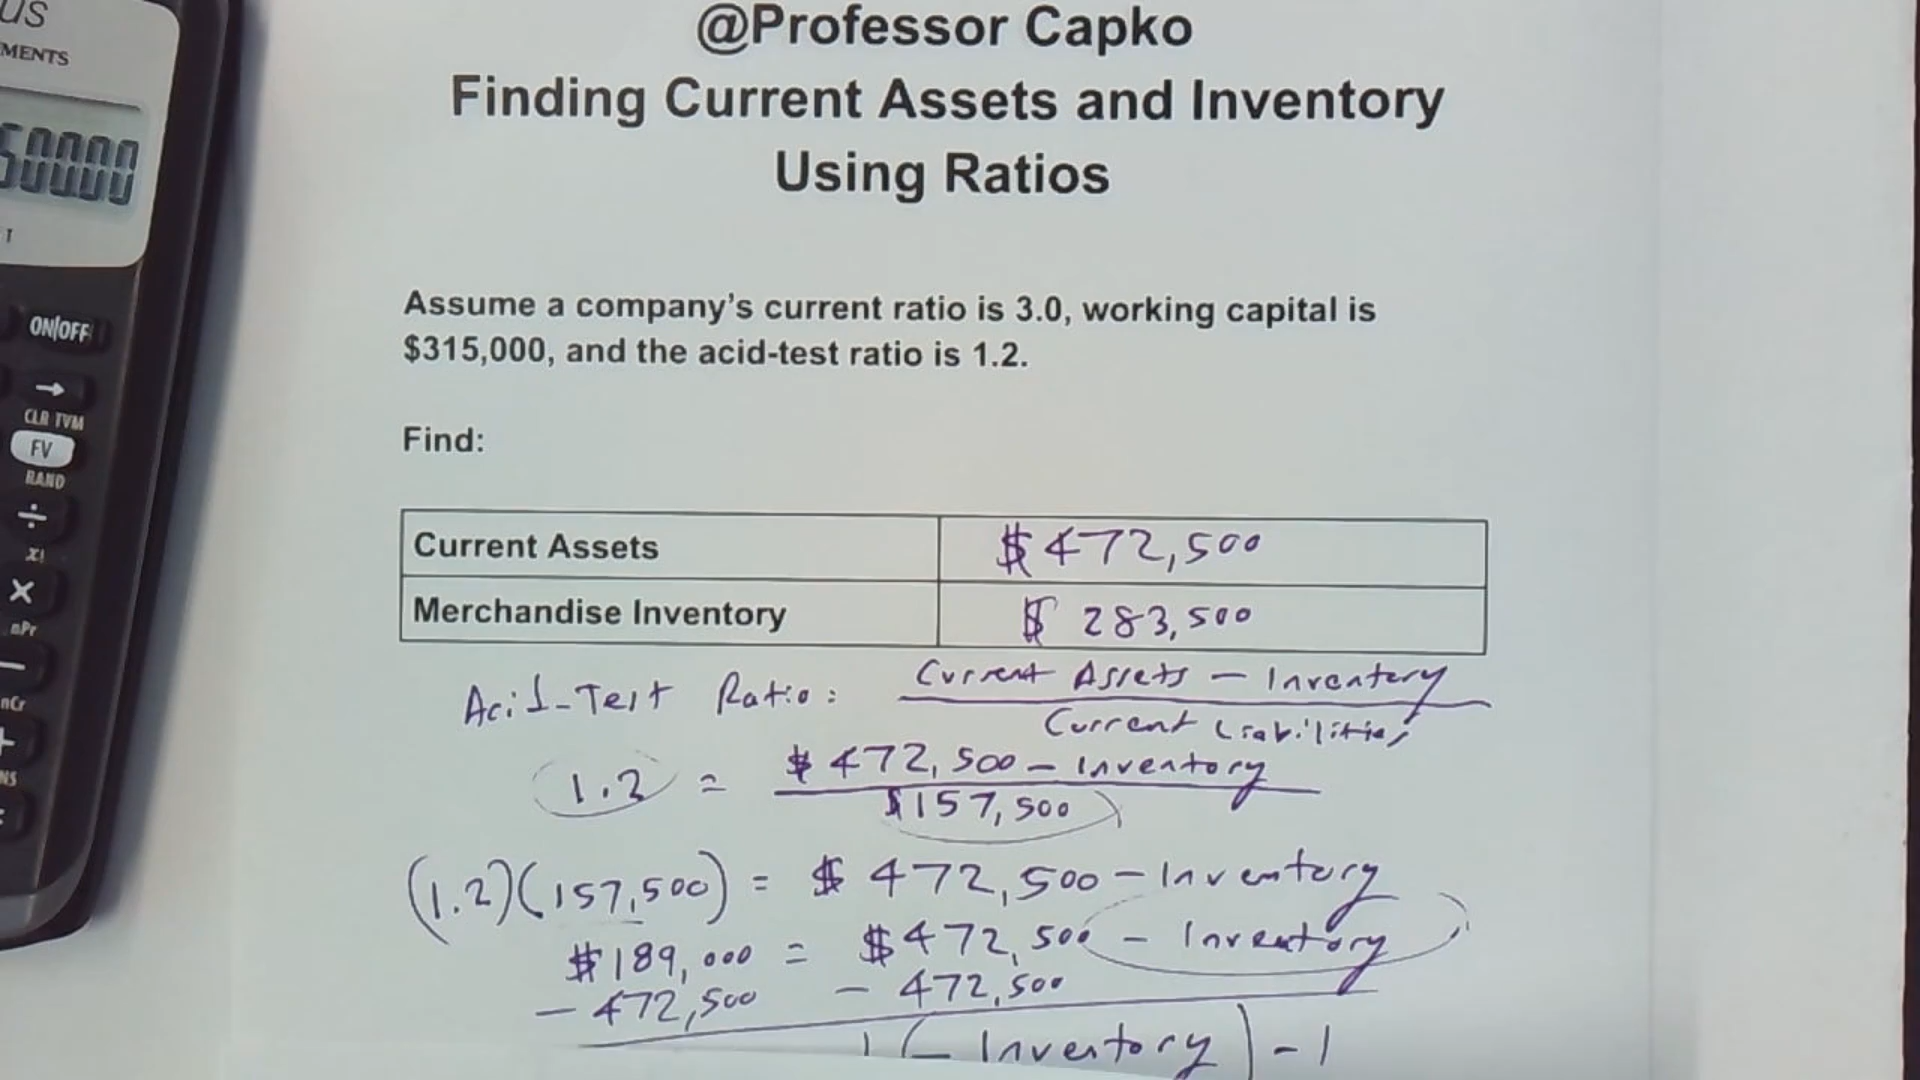 US
MENTS
50000
T
ON/OFF
→
CLR TVM
FV
RAND
÷
x!
×
nPr
−
nCr
+
NS
@Professor Capko
Finding Current Assets and Inventory
Using Ratios
Assume a company's current ratio is 3.0, working capital is
$315,000, and the acid-test ratio is 1.2.
Find:
Current Assets $472,500
Merchandise Inventory $ 283,500
Acid-Test Ratio: Current Assets - Inventory
Current Liabilities
1.2 = $472,500 - Inventory
$157,500
(1.2)(157,500) = $ 472,500 - Inventory
$189,000 = $472,500 - Inventory
- 472,500 - 472,500
(- Inventory) -1